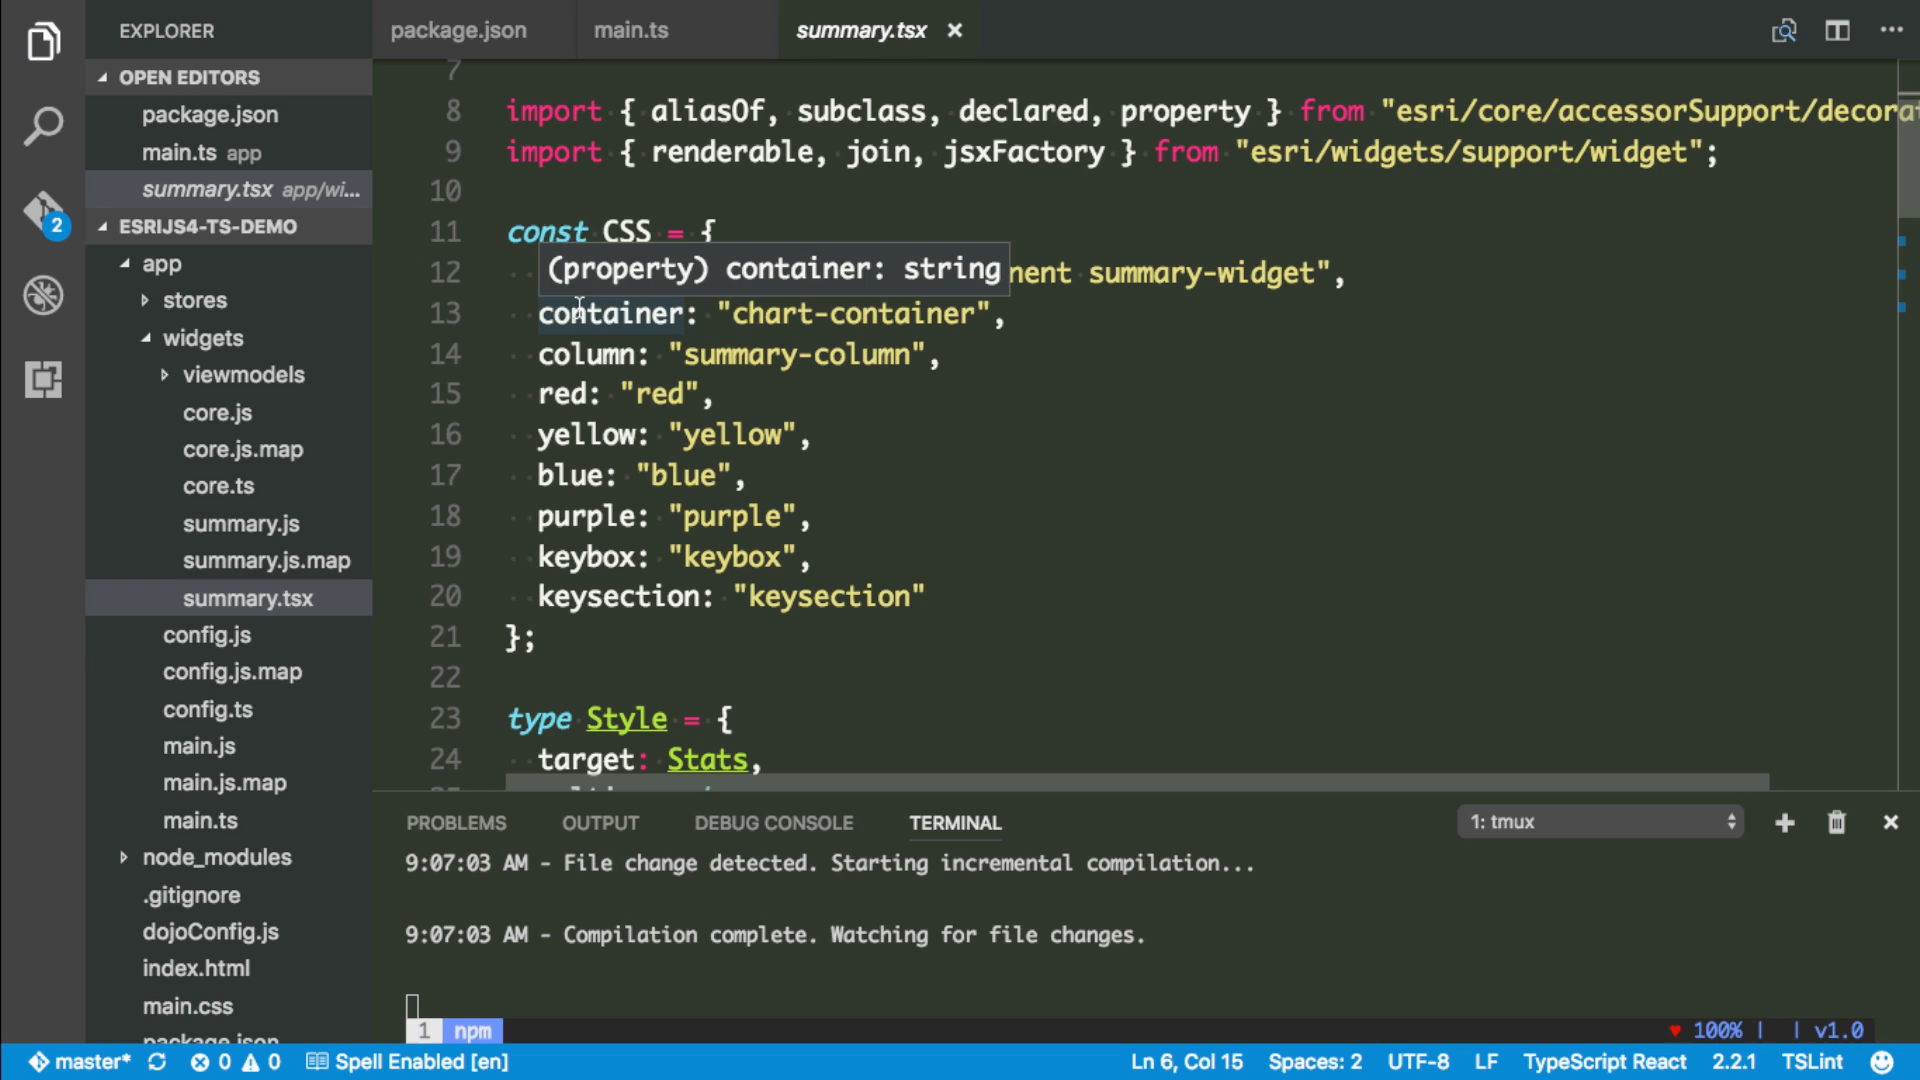 EXPLORER
OPEN EDITORS
package.json
main.ts app
summary.tsx app/wi...
ESRIJS4-TS-DEMO
app
stores
widgets
viewmodels
core.js
core.js.map
core.ts
summary.js
summary.js.map
summary.tsx
config.js
config.js.map
config.ts
main.js
main.js.map
main.ts
node_modules
.gitignore
dojoConfig.js
index.html
main.css
package.json
2
package.json main.ts summary.tsx
7
8 import { aliasOf, subclass, declared, property } from "esri/core/accessorSupport/decorat
9 import { renderable, join, jsxFactory } from "esri/widgets/support/widget";
10
11 const CSS = {
(property) container: string
12 nent summary-widget",
13 container: "chart-container",
14 column: "summary-column",
15 red: "red",
16 yellow: "yellow",
17 blue: "blue",
18 purple: "purple",
19 keybox: "keybox",
20 keysection: "keysection"
21 };
22
23 type Style = {
24 target: Stats,
PROBLEMS OUTPUT DEBUG CONSOLE TERMINAL 1: tmux
9:07:03 AM - File change detected. Starting incremental compilation...
9:07:03 AM - Compilation complete. Watching for file changes.
1 npm ♥ 100% | | v1.0
master* 0 0 Spell Enabled [en] Ln 6, Col 15 Spaces: 2 UTF-8 LF TypeScript React 2.2.1 TSLint